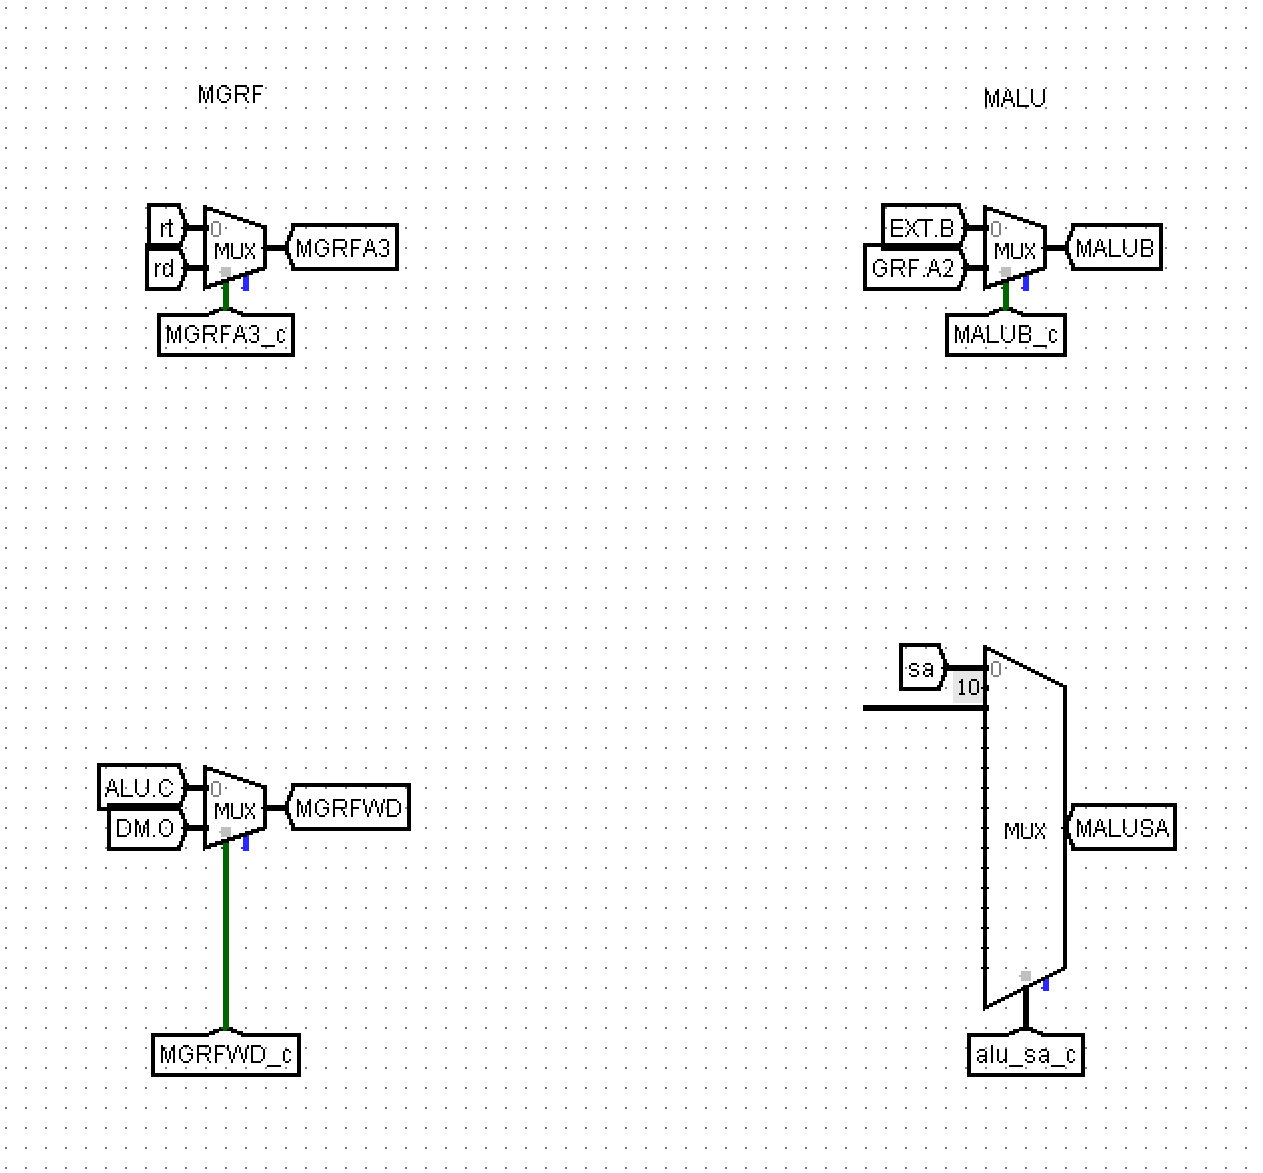 MGRF
MALU
rt
0
MUX
MGRFA3
rd
MGRFA3_c
EXT.B
0
MUX
MALUB
GRF.A2
MALUB_c
sa
0
10
ALU.C
0
MUX
MGRFWD
DM.O
MUX
MALUSA
MGRFWD_c
alu_sa_c